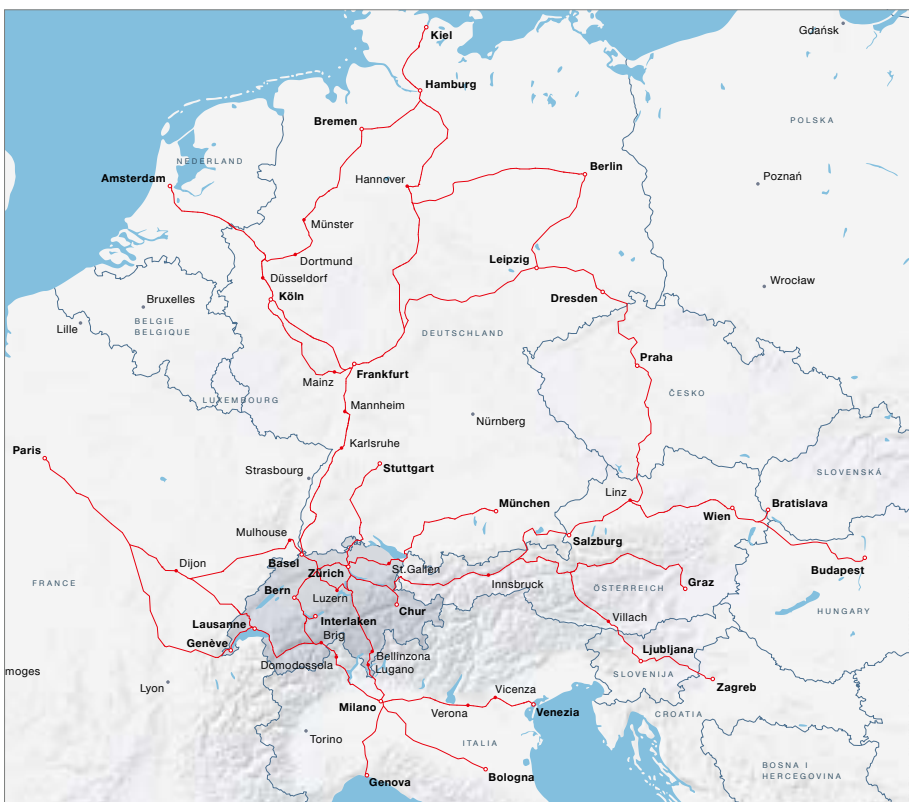 Gdańsk
Kiel
Hamburg
Bremen
POLSKA
NEDERLAND
Amsterdam
Hannover
Berlin
Poznań
Münster
Dortmund
Leipzig
Düsseldorf
Köln
Dresden
Wrocław
Bruxelles
BELGIE
BELGIQUE
Lille
DEUTSCHLAND
Praha
Mainz
Frankfurt
ČESKO
LUXEMBOURG
Mannheim
Nürnberg
Karlsruhe
Paris
Strasbourg
Stuttgart
SLOVENSKÁ
Linz
München
Wien
Bratislava
Mulhouse
Salzburg
Basel
Dijon
Zürich
St. Gallen
Budapest
FRANCE
Bern
Luzern
Innsbruck
ÖSTERREICH
Graz
Chur
HUNGARY
Lausanne
Interlaken
Villach
Genève
Brig
Domodossola
Bellinzona
Lugano
Ljubljana
SLOVENIJA
moges
Lyon
Zagreb
Milano
Verona
Vicenza
Venezia
CROATIA
Torino
ITALIA
BOSNA I
HERCEGOVINA
Genova
Bologna